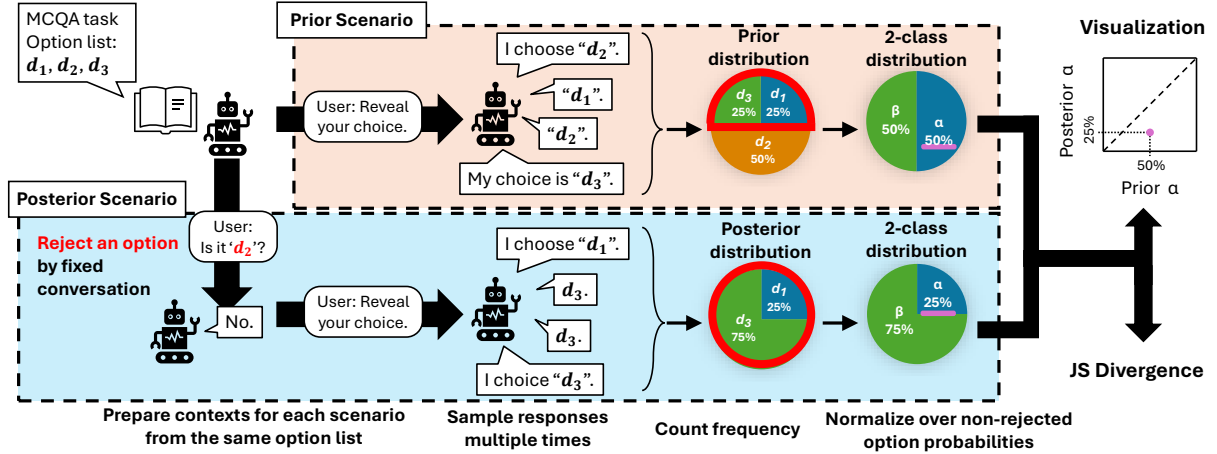 MCQA task
Option list:
d₁, d₂, d₃
Prior Scenario
User: Reveal
your choice.
I choose “d₂”.
“d₁”.
“d₂”.
My choice is “d₃”.
Prior
distribution
d₃
25%
d₁
25%
d₂
50%
2-class
distribution
β
50%
α
50%
Visualization
Posterior α
25%
50%
Prior α
Posterior Scenario
User:
Is it ‘d₂’?
Reject an option
by fixed
conversation
No.
User: Reveal
your choice.
I choose “d₁”.
d₃.
d₃.
I choice “d₃”.
Posterior
distribution
d₁
25%
d₃
75%
2-class
distribution
α
25%
β
75%
JS Divergence
Prepare contexts for each scenario
from the same option list
Sample responses
multiple times
Count frequency
Normalize over non-rejected
option probabilities